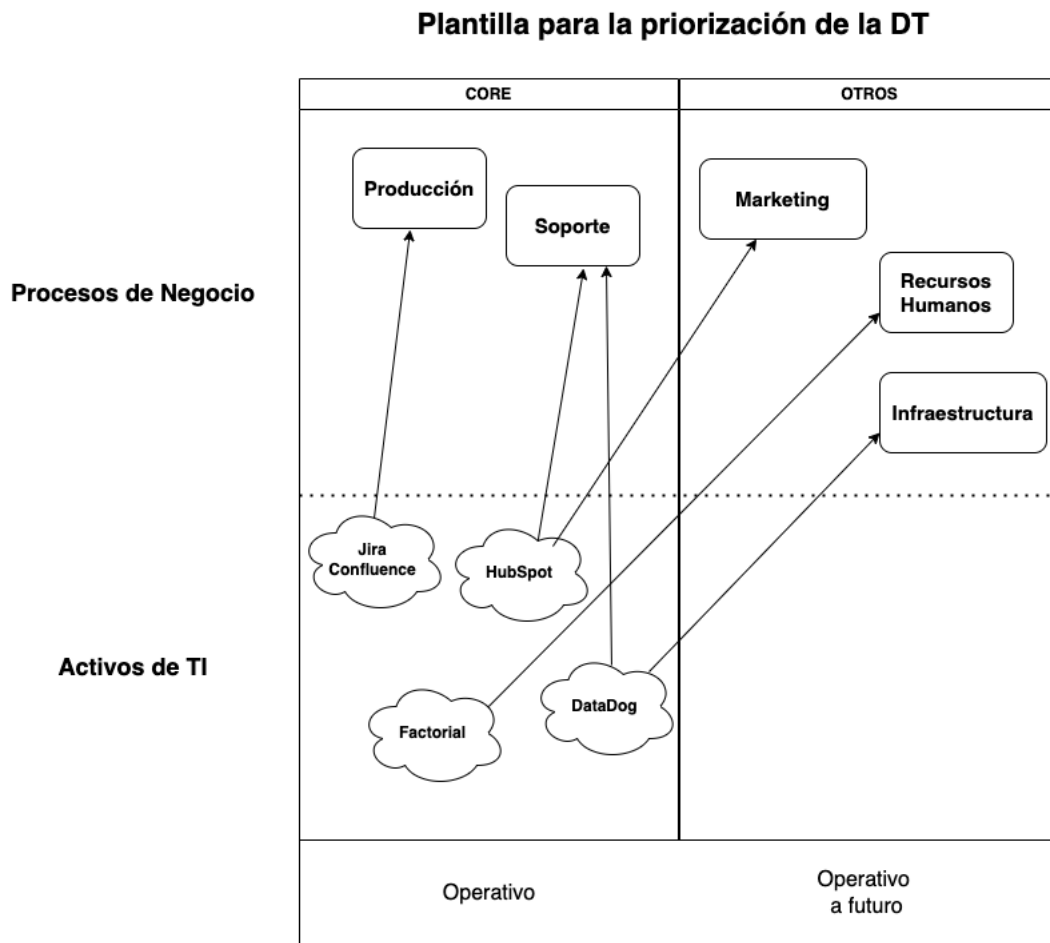 Plantilla para la priorización de la DT
CORE
OTROS
Producción
Soporte
Marketing
Procesos de Negocio
Recursos
Humanos
Infraestructura
Jira
Confluence
HubSpot
Activos de TI
Factorial
DataDog
Operativo
Operativo
a futuro